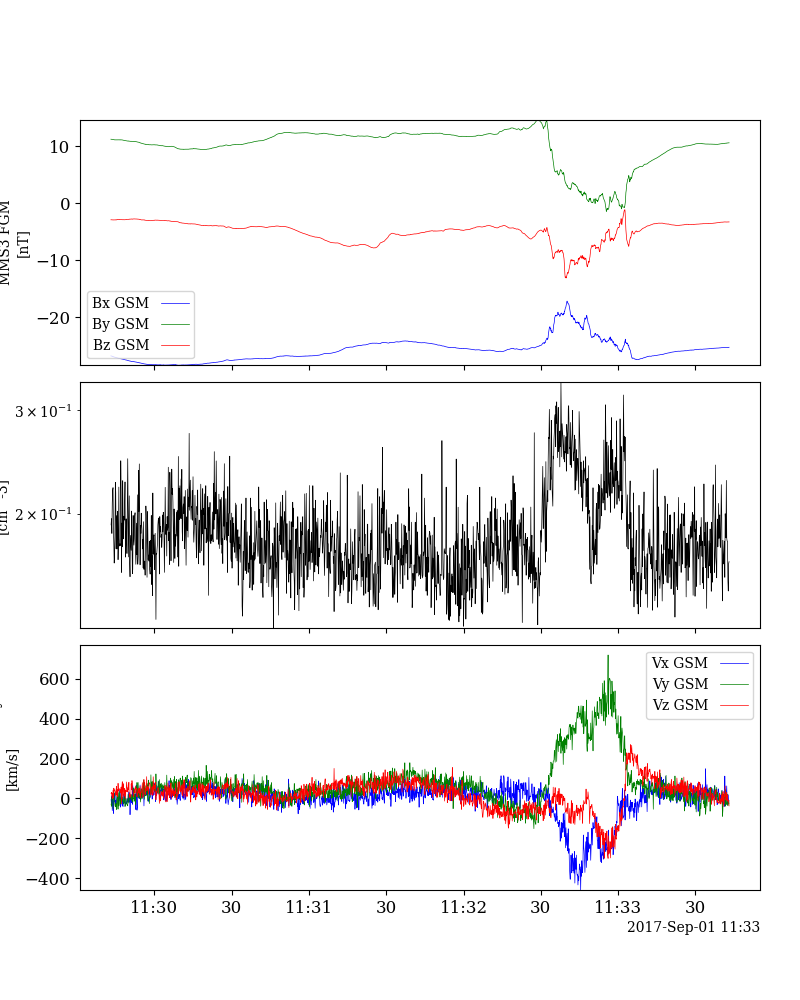 MMS3 FGM
[nT]
10
0
−10
−20
Bx GSM
By GSM
Bz GSM
3 × 10⁻¹
2 × 10⁻¹
600
400
200
0
−200
−400
[km/s]
Vx GSM
Vy GSM
Vz GSM
11:30 30 11:31 30 11:32 30 11:33 30
2017-Sep-01 11:33